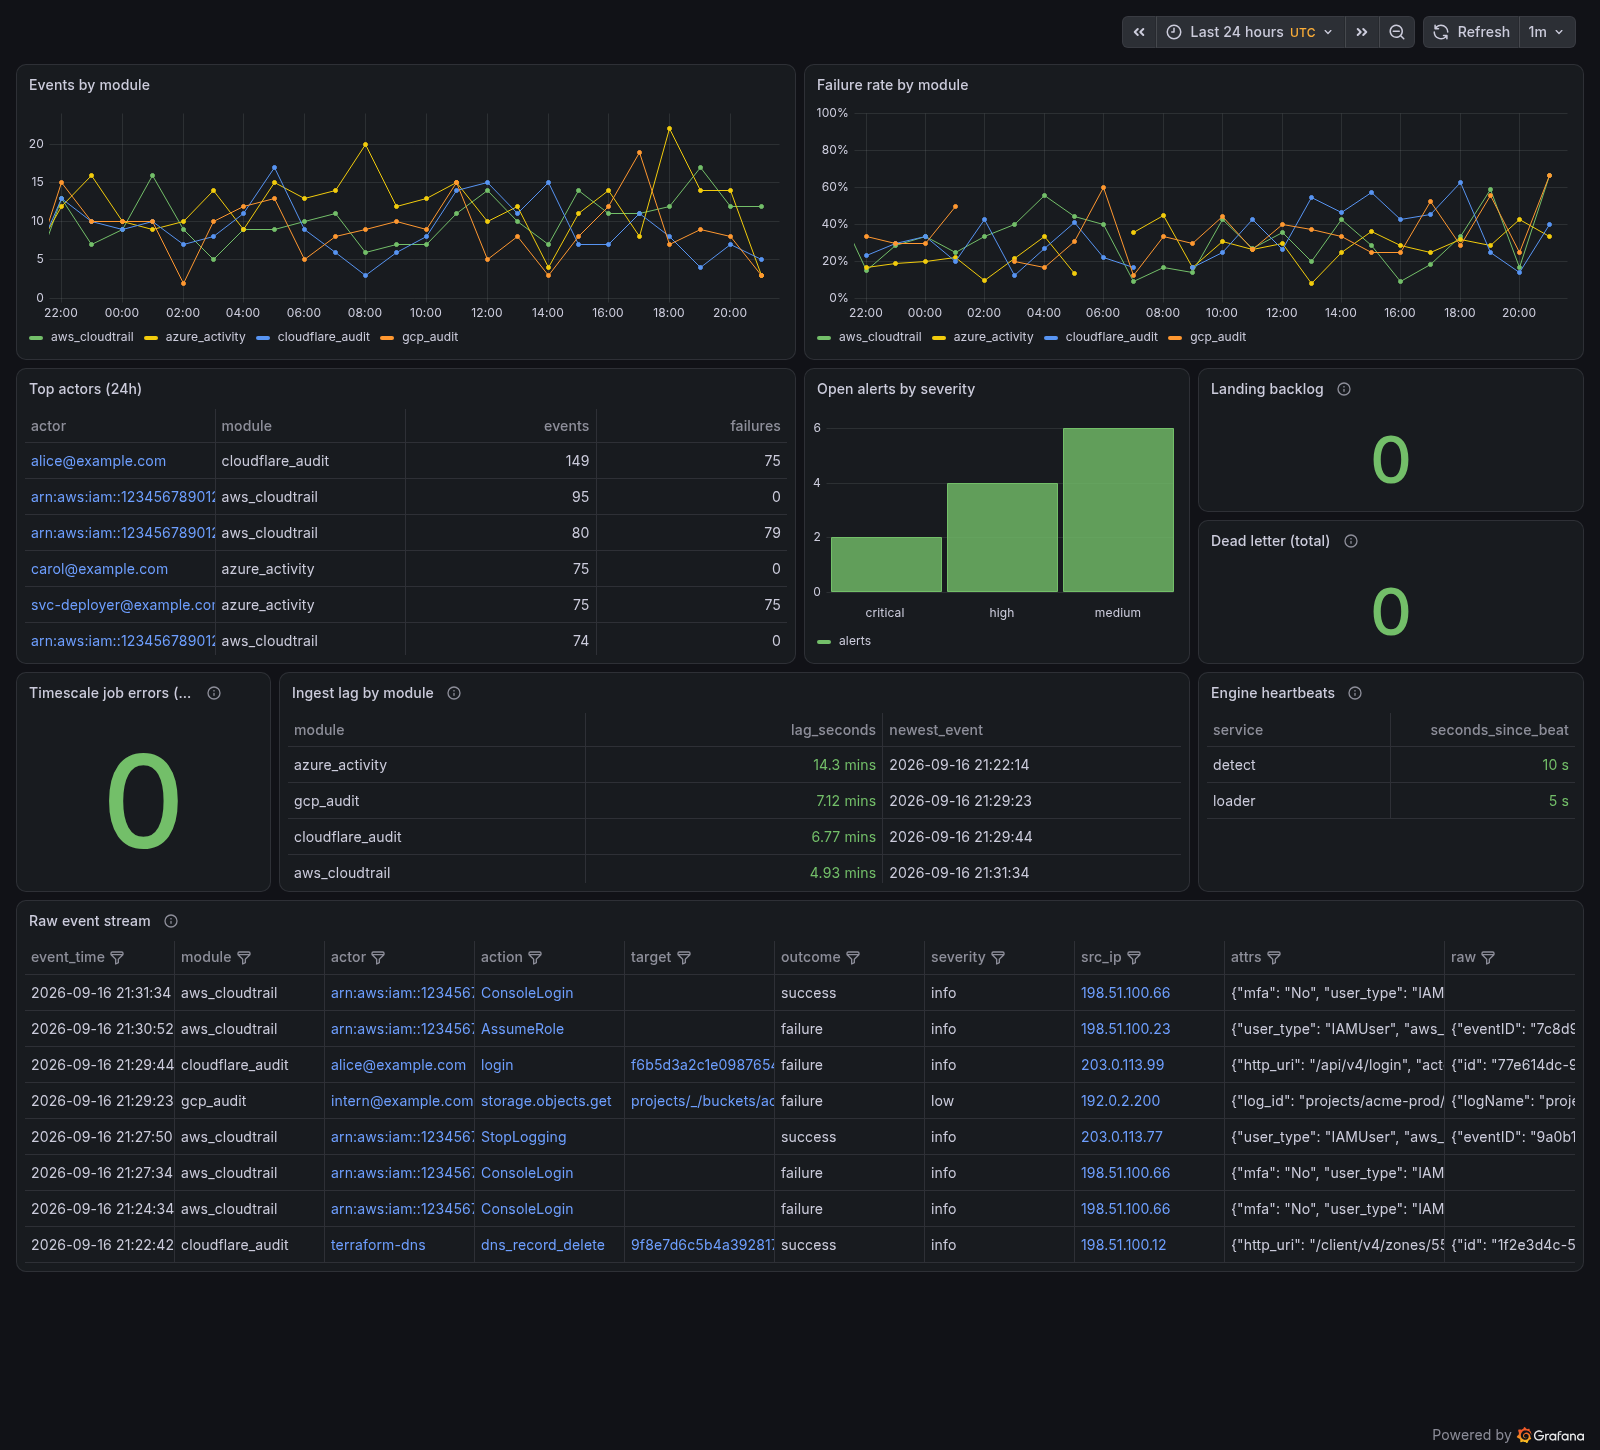 Last 24 hours UTC
Refresh
1m
Events by module
20
15
10
5
0
22:00 00:00 02:00 04:00 06:00 08:00 10:00 12:00 14:00 16:00 18:00 20:00
aws_cloudtrail azure_activity cloudflare_audit gcp_audit
Failure rate by module
100%
80%
60%
40%
20%
0%
22:00 00:00 02:00 04:00 06:00 08:00 10:00 12:00 14:00 16:00 18:00 20:00
aws_cloudtrail azure_activity cloudflare_audit gcp_audit
Top actors (24h)
actor module events failures
alice@example.com cloudflare_audit 149 75
arn:aws:iam::123456789012 aws_cloudtrail 95 0
arn:aws:iam::123456789012 aws_cloudtrail 80 79
carol@example.com azure_activity 75 0
svc-deployer@example.com azure_activity 75 75
arn:aws:iam::123456789012 aws_cloudtrail 74 0
Open alerts by severity
6
4
2
0
critical high medium
alerts
Landing backlog
0
Dead letter (total)
0
Timescale job errors (...
0
Ingest lag by module
module lag_seconds newest_event
azure_activity 14.3 mins 2026-09-16 21:22:14
gcp_audit 7.12 mins 2026-09-16 21:29:23
cloudflare_audit 6.77 mins 2026-09-16 21:29:44
aws_cloudtrail 4.93 mins 2026-09-16 21:31:34
Engine heartbeats
service seconds_since_beat
detect 10 s
loader 5 s
Raw event stream
event_time module actor action target outcome severity src_ip attrs raw
2026-09-16 21:31:34 aws_cloudtrail arn:aws:iam::1234567 ConsoleLogin success info 198.51.100.66 {"mfa": "No", "user_type": "IAM
2026-09-16 21:30:52 aws_cloudtrail arn:aws:iam::1234567 AssumeRole failure info 198.51.100.23 {"user_type": "IAMUser", "aws_ {"eventID": "7c8d9
2026-09-16 21:29:44 cloudflare_audit alice@example.com login f6b5d3a2c1e0987654 failure info 203.0.113.99 {"http_uri": "/api/v4/login", "act {"id": "77e614dc-9
2026-09-16 21:29:23 gcp_audit intern@example.com storage.objects.get projects/_/buckets/ac failure low 192.0.2.200 {"log_id": "projects/acme-prod/ {"logName": "proje
2026-09-16 21:27:50 aws_cloudtrail arn:aws:iam::1234567 StopLogging success info 203.0.113.77 {"user_type": "IAMUser", "aws_ {"eventID": "9a0b1
2026-09-16 21:27:34 aws_cloudtrail arn:aws:iam::1234567 ConsoleLogin failure info 198.51.100.66 {"mfa": "No", "user_type": "IAM
2026-09-16 21:24:34 aws_cloudtrail arn:aws:iam::1234567 ConsoleLogin failure info 198.51.100.66 {"mfa": "No", "user_type": "IAM
2026-09-16 21:22:42 cloudflare_audit terraform-dns dns_record_delete 9f8e7d6c5b4a392817 success info 198.51.100.12 {"http_uri": "/client/v4/zones/55 {"id": "1f2e3d4c-5
Powered by Grafana